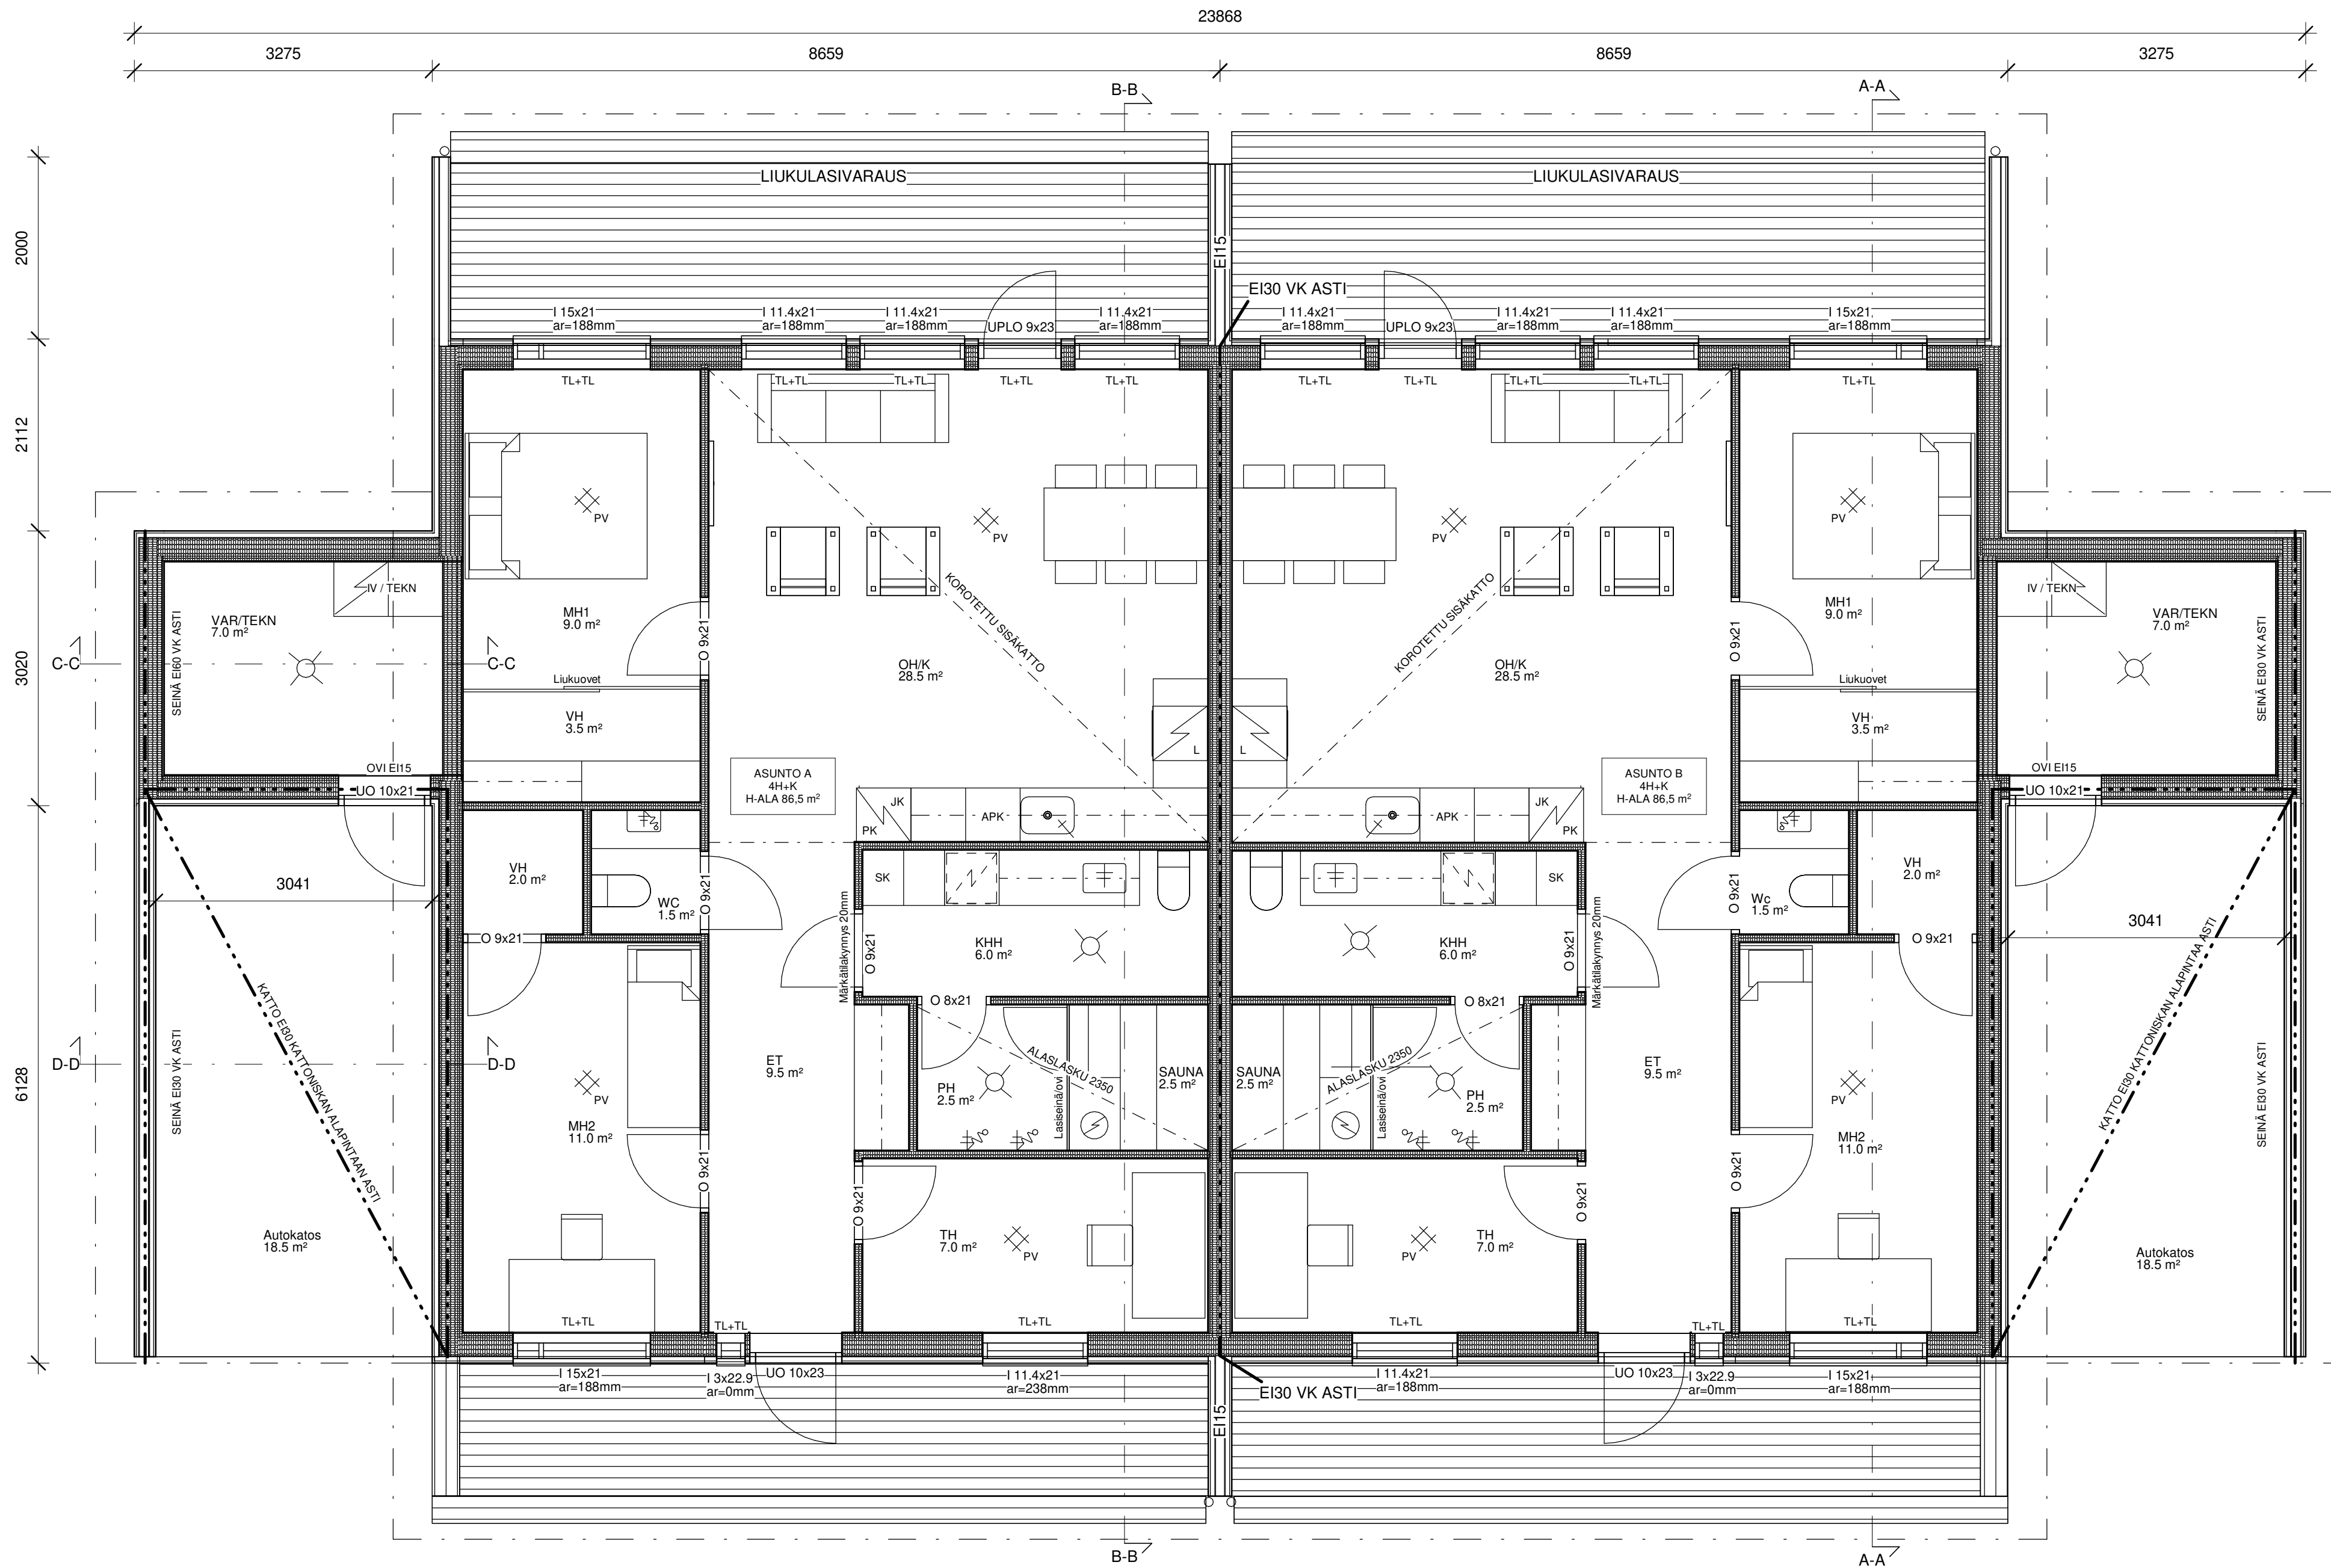 23868
3275
8659
8659
3275
B-B
A-A
LIUKULASIVARAUS
LIUKULASIVARAUS
2000
2112
3020
6128
EI15
EI30 VK ASTI
I 15x21
ar=188mm
I 11.4x21
ar=188mm
I 11.4x21
ar=188mm
UPLO 9x23
I 11.4x21
ar=188mm
I 11.4x21
ar=188mm
UPLO 9x23
I 11.4x21
ar=188mm
I 11.4x21
ar=188mm
I 15x21
ar=188mm
TL+TL
TL+TL
TL+TL
TL+TL
TL+TL
TL+TL
TL+TL
TL+TL
TL+TL
TL+TL
PV
PV
PV
PV
IV / TEKN
VAR/TEKN
7.0 m²
SEINÄ EI60 VK ASTI
MH1
9.0 m²
O 9x21
KOROTETTU SISÄKATTO
KOROTETTU SISÄKATTO
O 9x21
MH1
9.0 m²
IV / TEKN
VAR/TEKN
7.0 m²
SEINÄ EI30 VK ASTI
C-C
C-C
OH/K
28.5 m²
OH/K
28.5 m²
Liukuovet
Liukuovet
VH
3.5 m²
VH
3.5 m²
L
L
OVI EI15
UO 10x21
OVI EI15
UO 10x21
ASUNTO A
4H+K
H-ALA 86,5 m²
ASUNTO B
4H+K
H-ALA 86,5 m²
JK
PK
APK
APK
JK
PK
3041
VH
2.0 m²
WC
1.5 m²
O 9x21
SK
SK
O 9x21
Wc
1.5 m²
VH
2.0 m²
3041
O 9x21
Märkätilakynnys 20mm
O 9x21
KHH
6.0 m²
KHH
6.0 m²
O 9x21
Märkätilakynnys 20mm
O 9x21
O 8x21
O 8x21
KATTO EI30 KATTONISKAN ALAPINTAAN ASTI
KATTO EI30 KATTONISKAN ALAPINTAA ASTI
D-D
D-D
SEINÄ EI30 VK ASTI
SEINÄ EI30 VK ASTI
PV
MH2
11.0 m²
O 9x21
ET
9.5 m²
PH
2.5 m²
ALASLASKU 2350
Lasiseinä/ovi
SAUNA
2.5 m²
SAUNA
2.5 m²
ALASLASKU 2350
Lasiseinä/ovi
PH
2.5 m²
ET
9.5 m²
O 9x21
PV
MH2
11.0 m²
O 9x21
O 9x21
TH
7.0 m²
PV
PV
TH
7.0 m²
Autokatos
18.5 m²
Autokatos
18.5 m²
TL+TL
TL+TL
TL+TL
TL+TL
TL+TL
TL+TL
I 15x21
ar=188mm
I 3x22.9
ar=0mm
UO 10x23
I 11.4x21
ar=238mm
EI30 VK ASTI
I 11.4x21
ar=188mm
UO 10x23
I 3x22.9
ar=0mm
I 15x21
ar=188mm
EI15
B-B
A-A